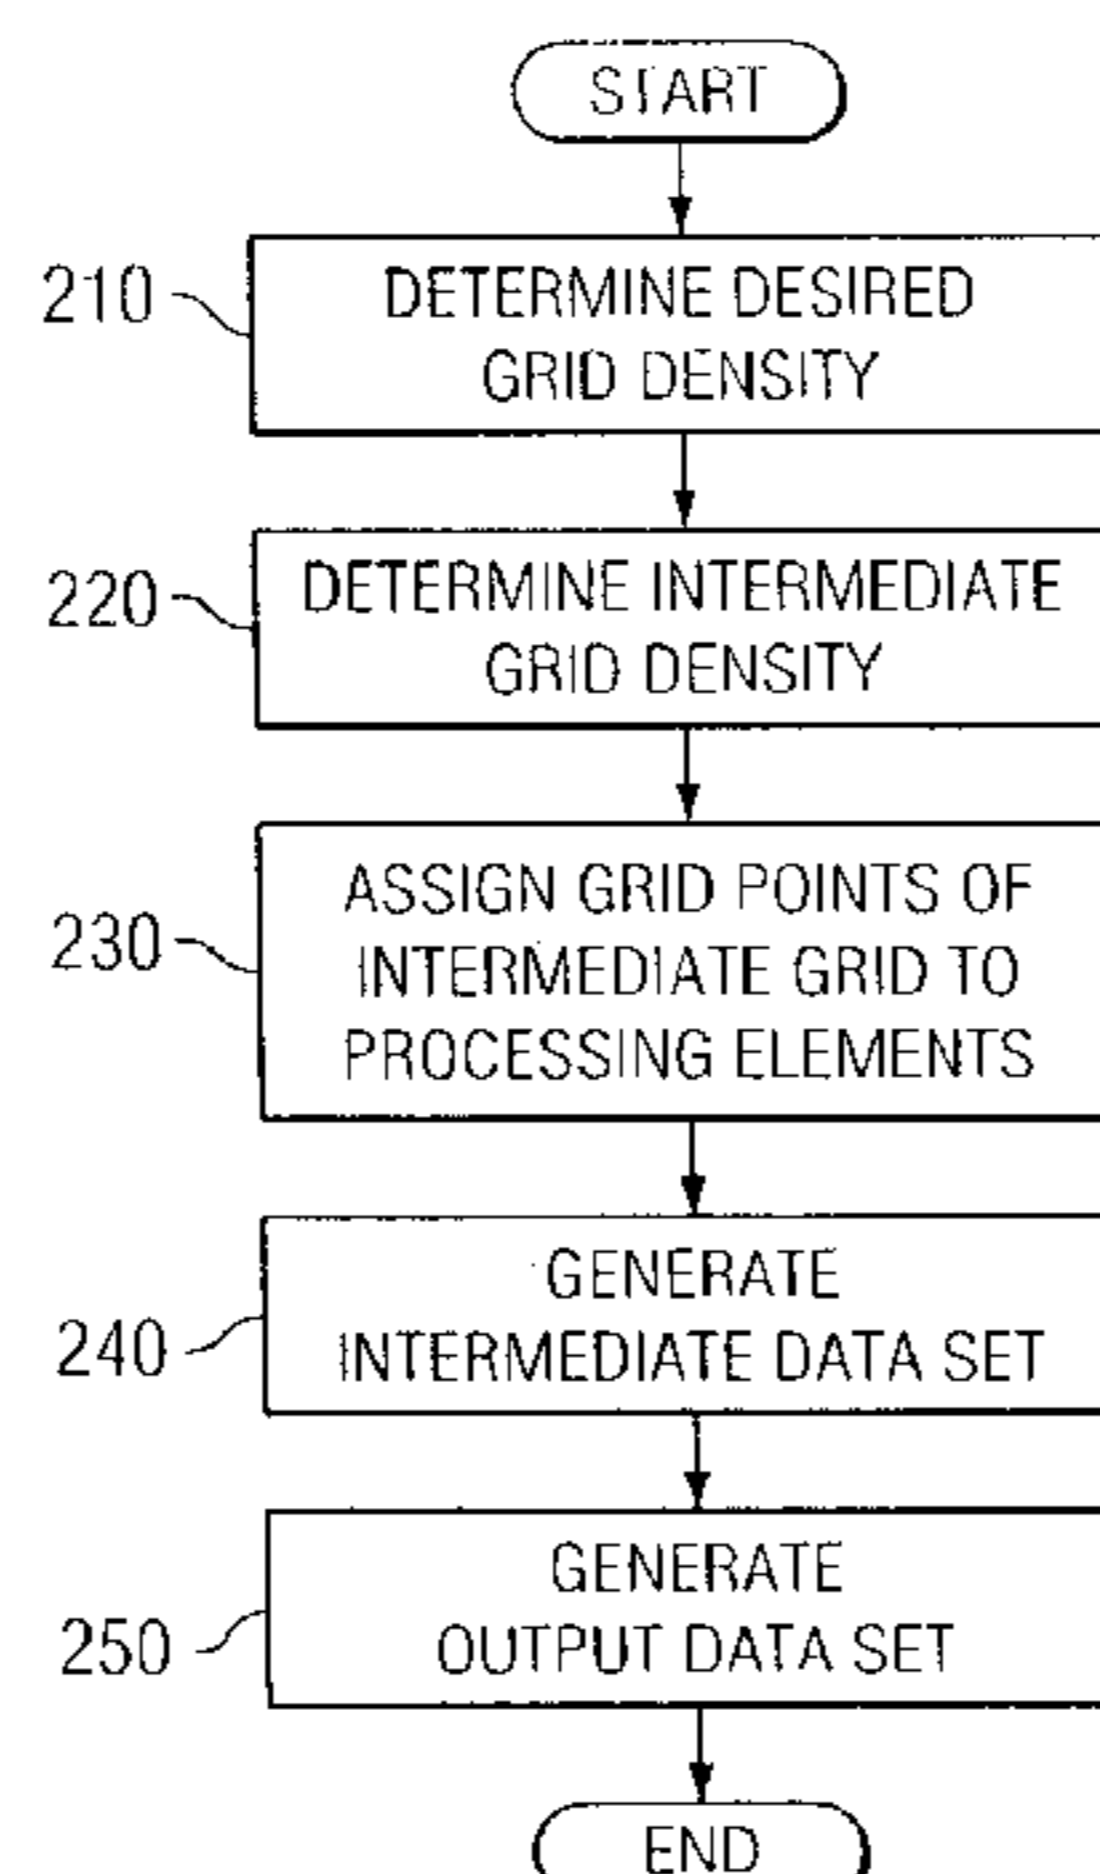 START
210
DETERMINE DESIRED
GRID DENSITY
220
DETERMINE INTERMEDIATE
GRID DENSITY
230
ASSIGN GRID POINTS OF
INTERMEDIATE GRID TO
PROCESSING ELEMENTS
240
GENERATE
INTERMEDIATE DATA SET
250
GENERATE
OUTPUT DATA SET
END